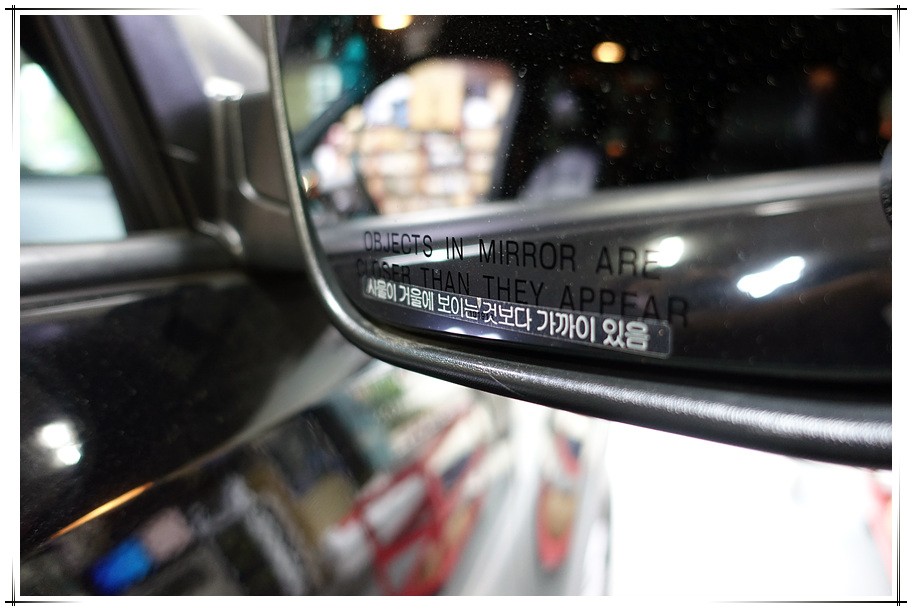 OBJECTS IN MIRROR ARE
CLOSER THAN THEY APPEAR
사물이 거울에 보이는것보다 가까이 있음